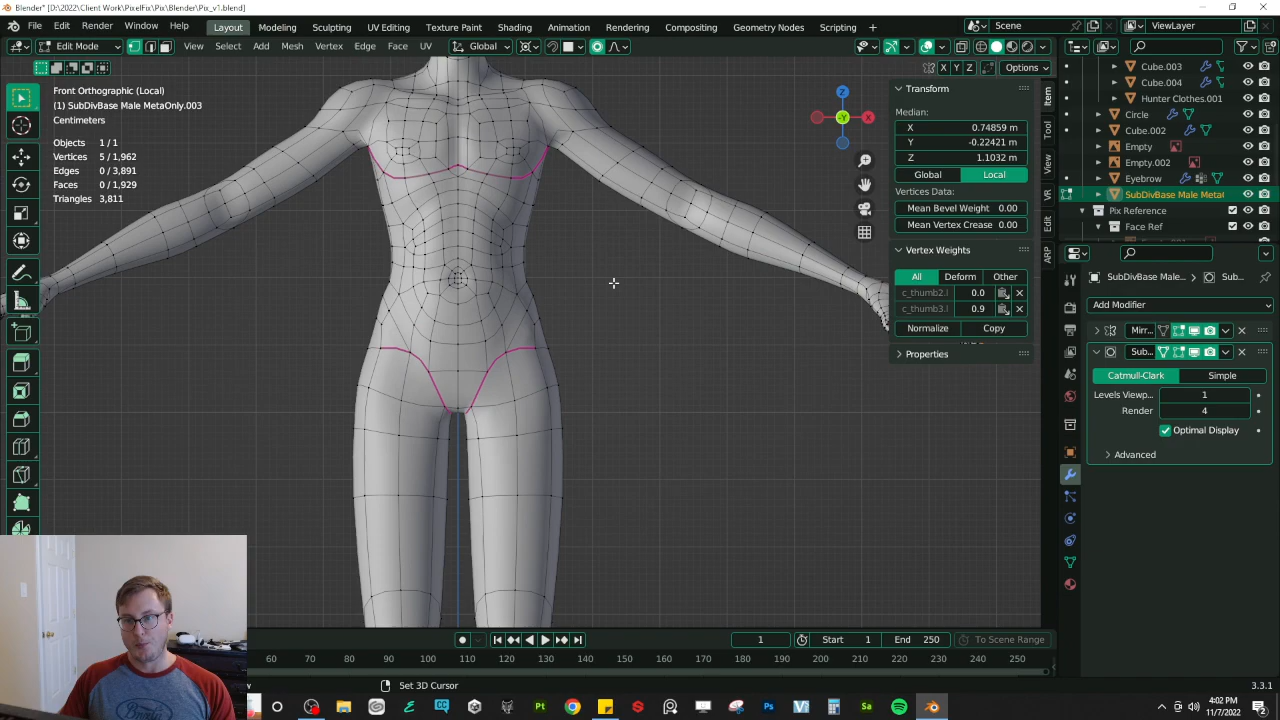 Blender* [D:\2022\Client Work\PixelFix\Pix\Blender\Pix_v1.blend]
File Edit Render Window Help Layout Modeling Sculpting UV Editing Texture Paint Shading Animation Rendering Compositing Geometry Nodes Scripting + Scene ViewLayer
Edit Mode View Select Add Mesh Vertex Edge Face UV Global
X Y Z Options
Front Orthographic (Local)
(1) SubDivBase Male MetaOnly.003
Centimeters
Objects 1/1
Vertices 5/1,962
Edges 0/3,891
Faces 0/1,929
Triangles 3,811
Z
-Y
X
Transform
Median:
X 0.74859 m
Y -0.22421 m
Z 1.1032 m
Global Local
Vertices Data:
Mean Bevel Weight 0.00
Mean Vertex Crease 0.00
Vertex Weights
All Deform Other
c_thumb2.l 0.0
c_thumb3.l 0.9
Normalize Copy
Properties
Item
Tool
View
VR
Edit
ARP
Cube.003
Cube.004
Hunter Clothes.001
Circle
Cube.002
Empty
Empty.002
Eyebrow
SubDivBase Male Meta
Pix Reference
Face Ref
SubDivBase Male... Sub...
Add Modifier
Mirr...
Sub...
Catmull-Clark Simple
Levels Viewp... 1
Render 4
Optimal Display
Advanced
1 Start 1 End 250 To Scene Range
60 70 80 90 100 110 120 130 140 150 160 170 180 190 200 210 220 230 240 250
Set 3D Cursor 3.3.1
4:02 PM
11/7/2022